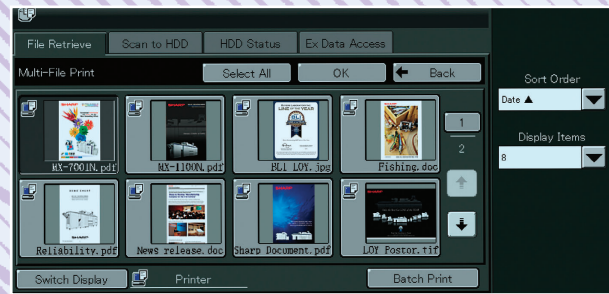 File Retrieve
Scan to HDD
HDD Status
Ex Data Access
Multi-File Print
Select All
OK
Back
Sort Order
Date ▲
Display Items
8
MX-7001N.pdf
MX-1100N.pdf
BLI LOY.jpg
Fishing.doc
1
2
Reliability.pdf
News release.doc
Sharp Document.pdf
LOY Postor.tif
Switch Display
Printer
Batch Print